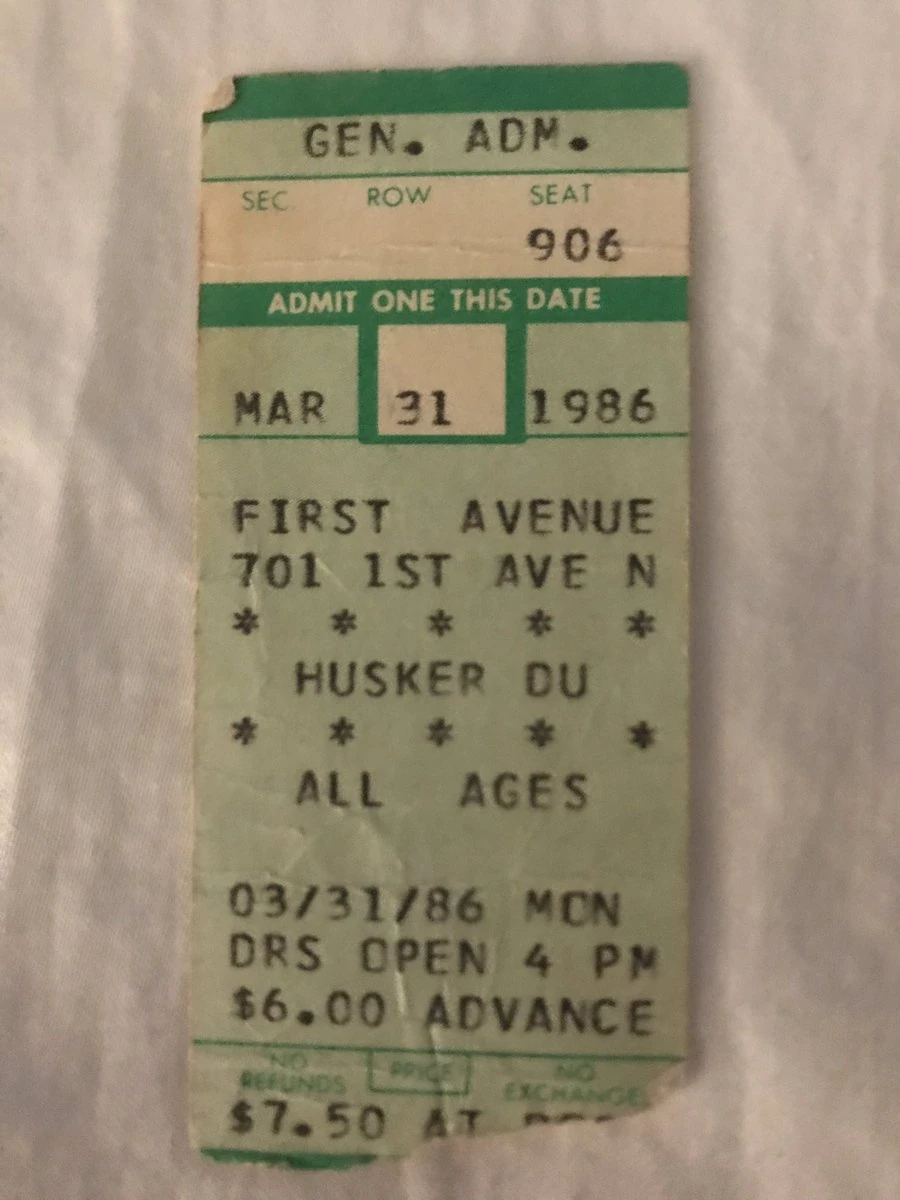 GEN. ADM.
SEC. ROW SEAT
906
ADMIT ONE THIS DATE
MAR 31 1986
FIRST AVENUE
701 1ST AVE N
* * * * *
HUSKER DU
* * * * *
ALL AGES
03/31/86 MON
DRS OPEN 4 PM
$6.00 ADVANCE
NO REFUNDS PRICE NO EXCHANGES
$7.50 AT